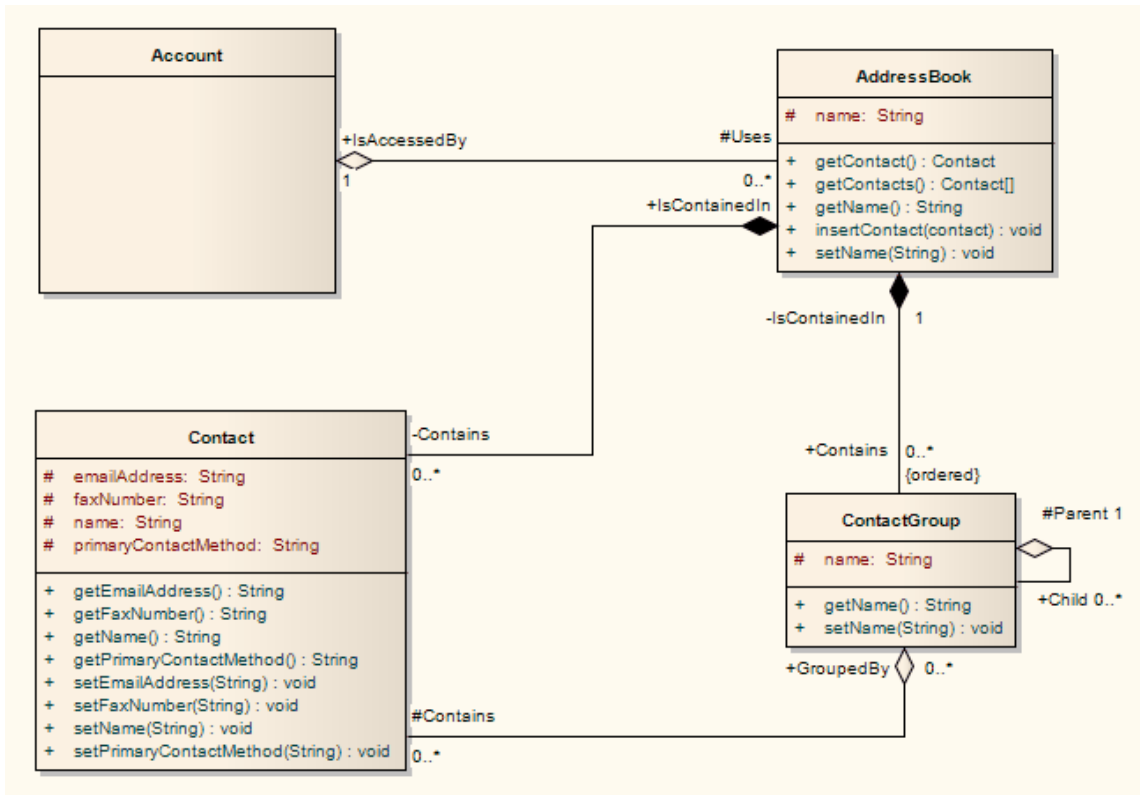 Account
AddressBook
# name: String
+ getContact() : Contact
+ getContacts() : Contact[]
+ getName() : String
+ insertContact(contact) : void
+ setName(String) : void
+IsAccessedBy
1
#Uses
0..*
+IsContainedIn
-IsContainedIn 1
Contact
# emailAddress: String
# faxNumber: String
# name: String
# primaryContactMethod: String
+ getEmailAddress() : String
+ getFaxNumber() : String
+ getName() : String
+ getPrimaryContactMethod() : String
+ setEmailAddress(String) : void
+ setFaxNumber(String) : void
+ setName(String) : void
+ setPrimaryContactMethod(String) : void
-Contains
0..*
+Contains 0..*
{ordered}
ContactGroup
# name: String
+ getName() : String
+ setName(String) : void
#Parent 1
+Child 0..*
+GroupedBy 0..*
#Contains
0..*